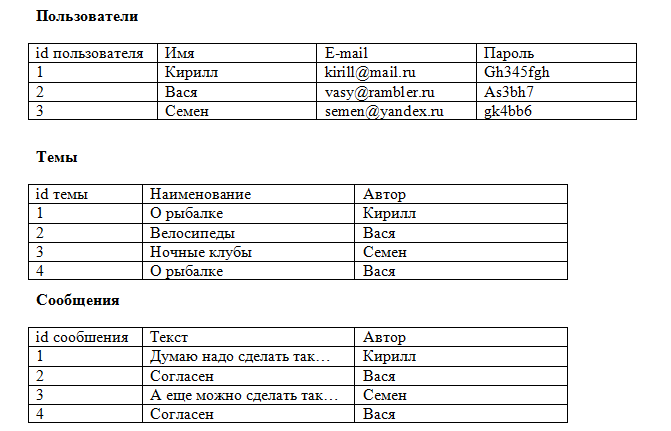 Пользователи
id пользователя Имя E-mail Пароль
1 Кирилл kirill@mail.ru Gh345fgh
2 Вася vasy@rambler.ru As3bh7
3 Семен semen@yandex.ru gk4bb6
Темы
id темы Наименование Автор
1 О рыбалке Кирилл
2 Велосипеды Вася
3 Ночные клубы Семен
4 О рыбалке Вася
Сообщения
id сообшения Текст Автор
1 Думаю надо сделать так… Кирилл
2 Согласен Вася
3 А еще можно сделать так… Семен
4 Согласен Вася